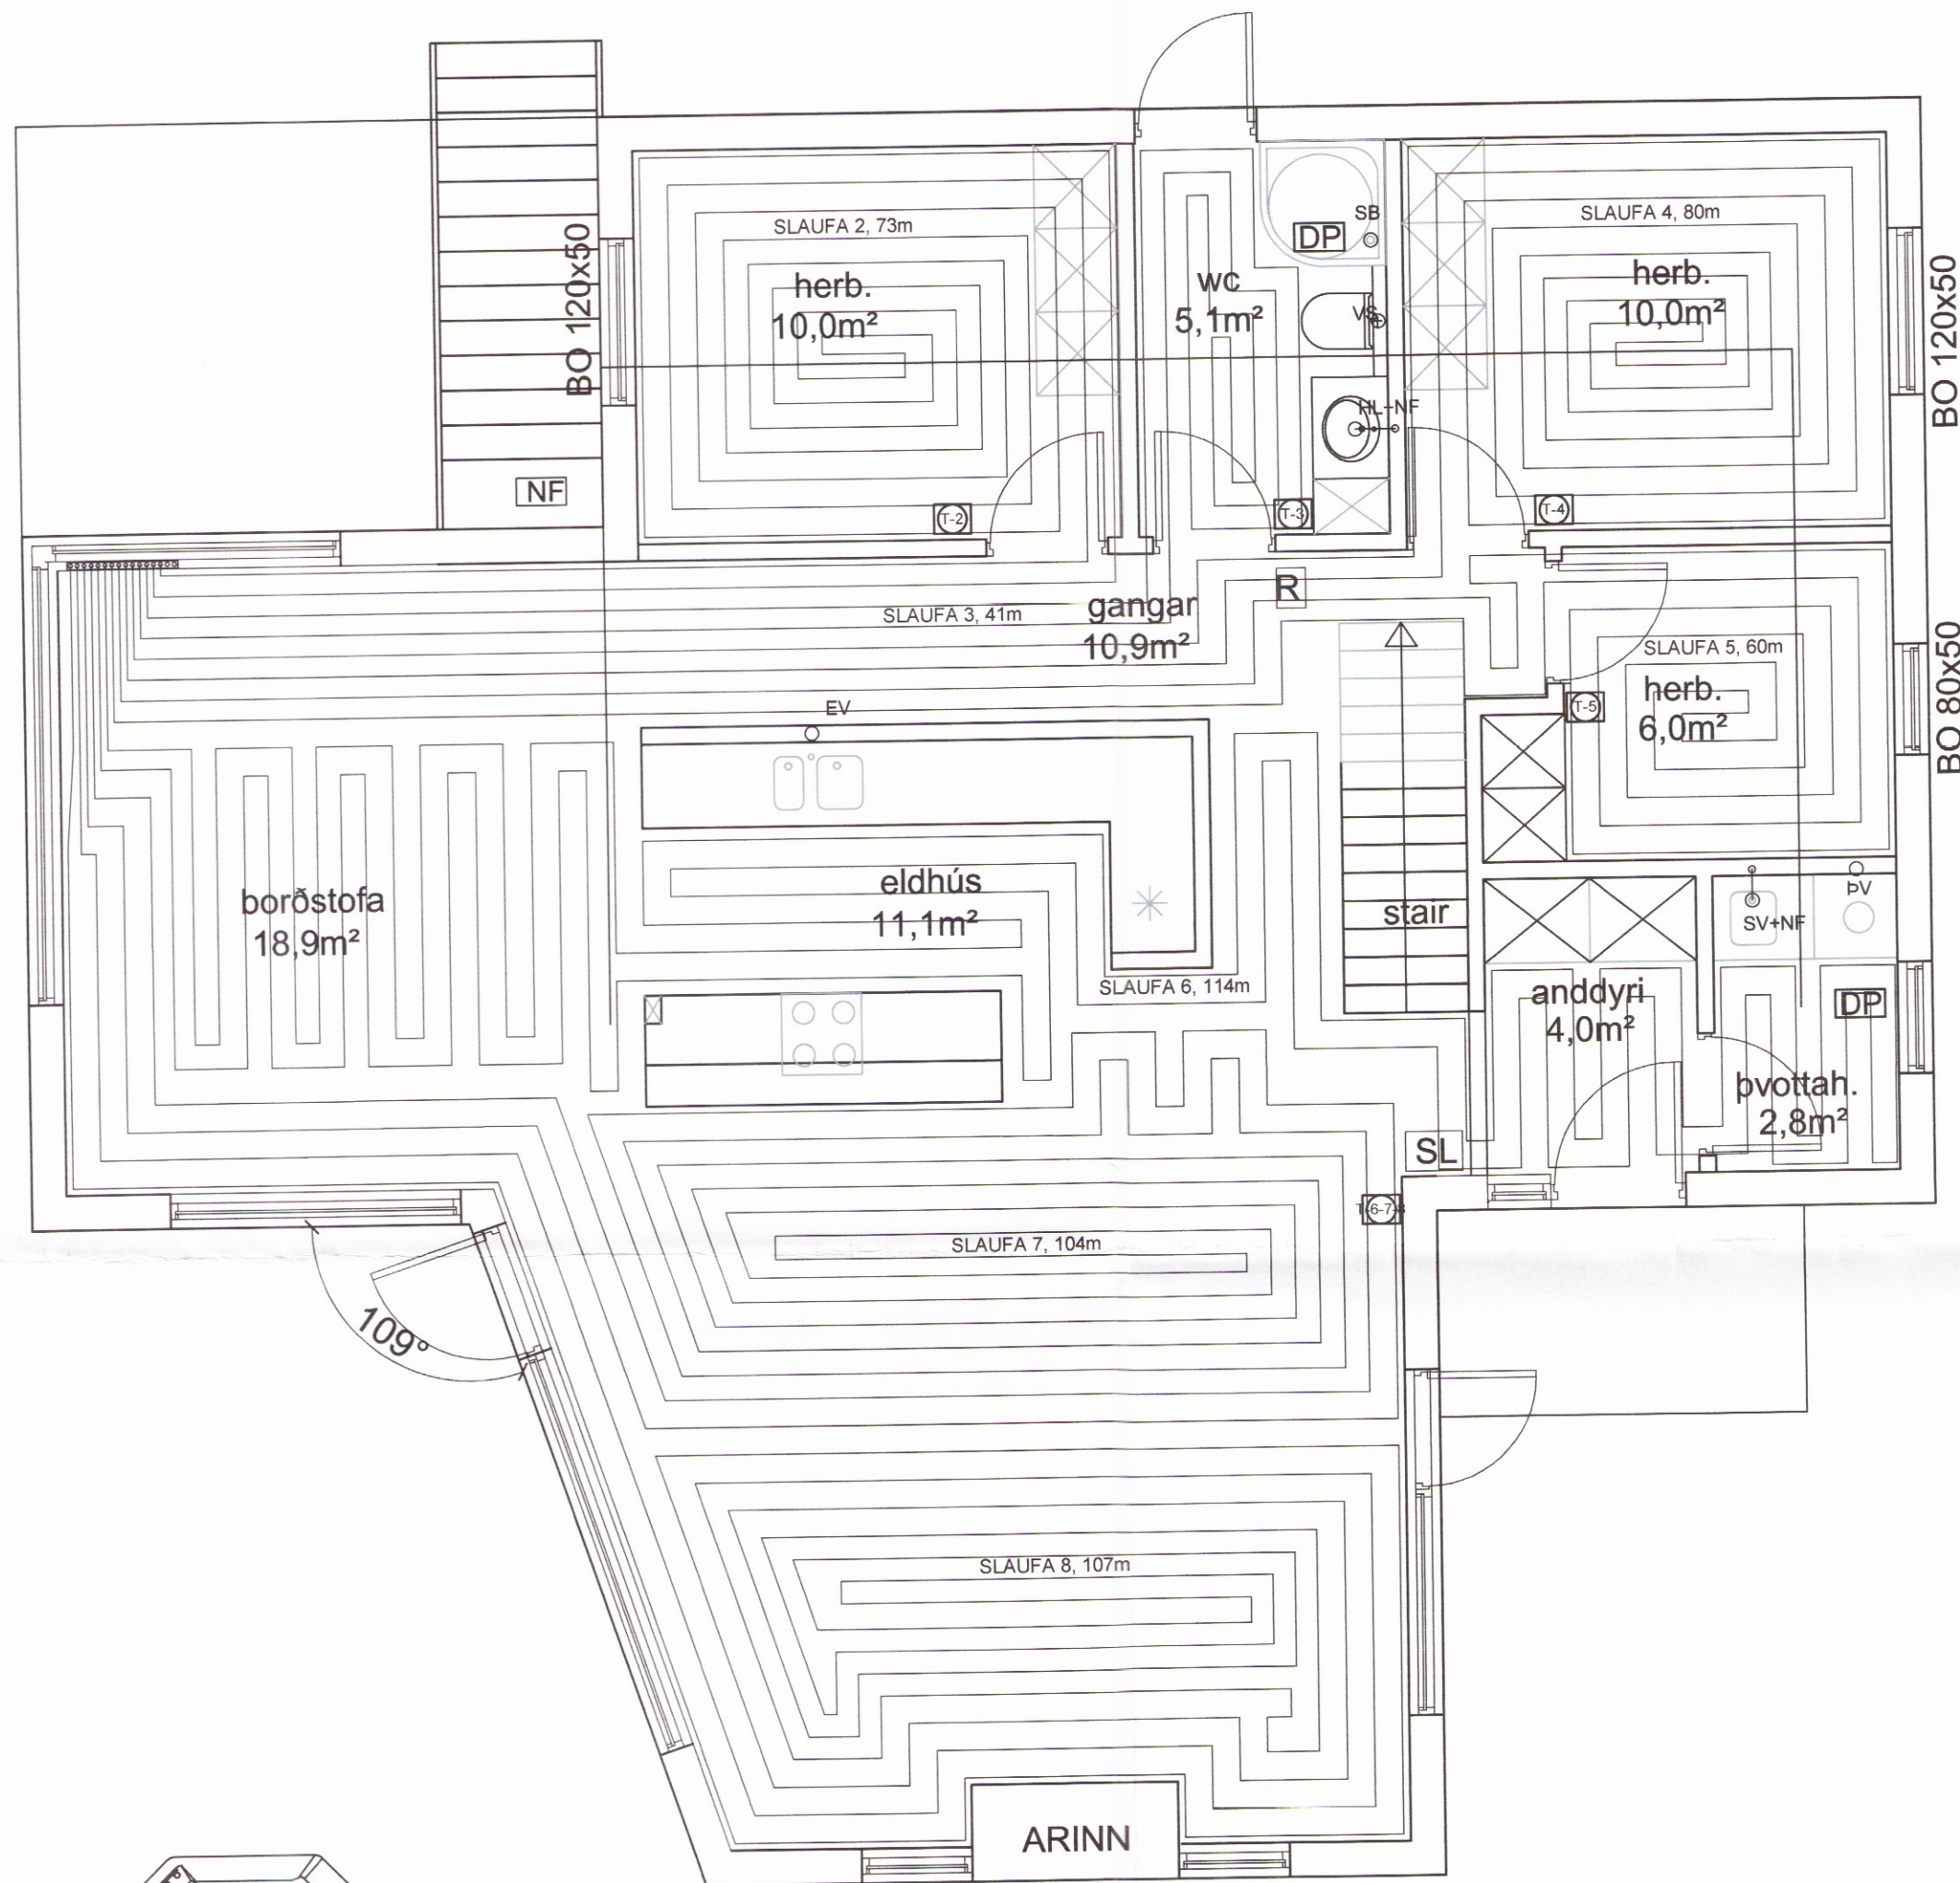 BO 120x50
NF
SLAUFA 2, 73m
herb.
10,0m²
T-2
wc
5,1m²
SB
DP
VS
HL+NF
T-3
SLAUFA 4, 80m
herb.
10,0m²
T-4
BO 120x50
SLAUFA 3, 41m
gangar
10,9m²
R
SLAUFA 5, 60m
herb.
6,0m²
T-5
BO 80x50
EV
borðstofa
18,9m²
eldhús
11,1m²
SLAUFA 6, 114m
stair
SV+NF
ÞV
anddyri
4,0m²
DP
þvottah.
2,8m²
SL
SLAUFA 7, 104m
109°
SLAUFA 8, 107m
ARINN